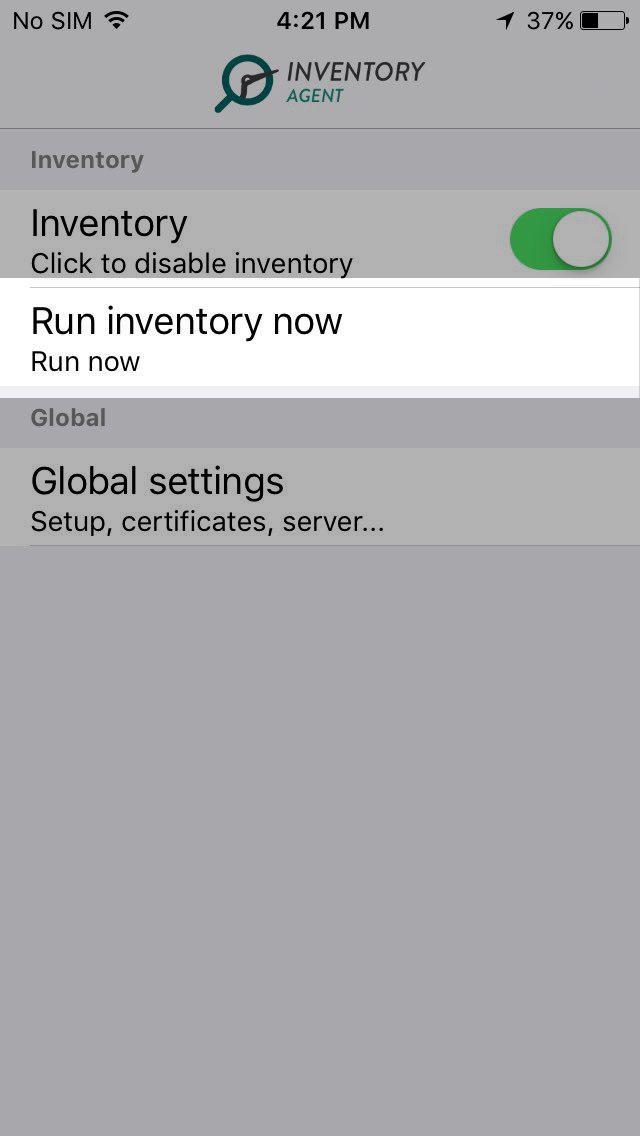 No SIM 4:21 PM 37%
INVENTORY
AGENT
Inventory
Inventory
Click to disable inventory
Run inventory now
Run now
Global
Global settings
Setup, certificates, server...